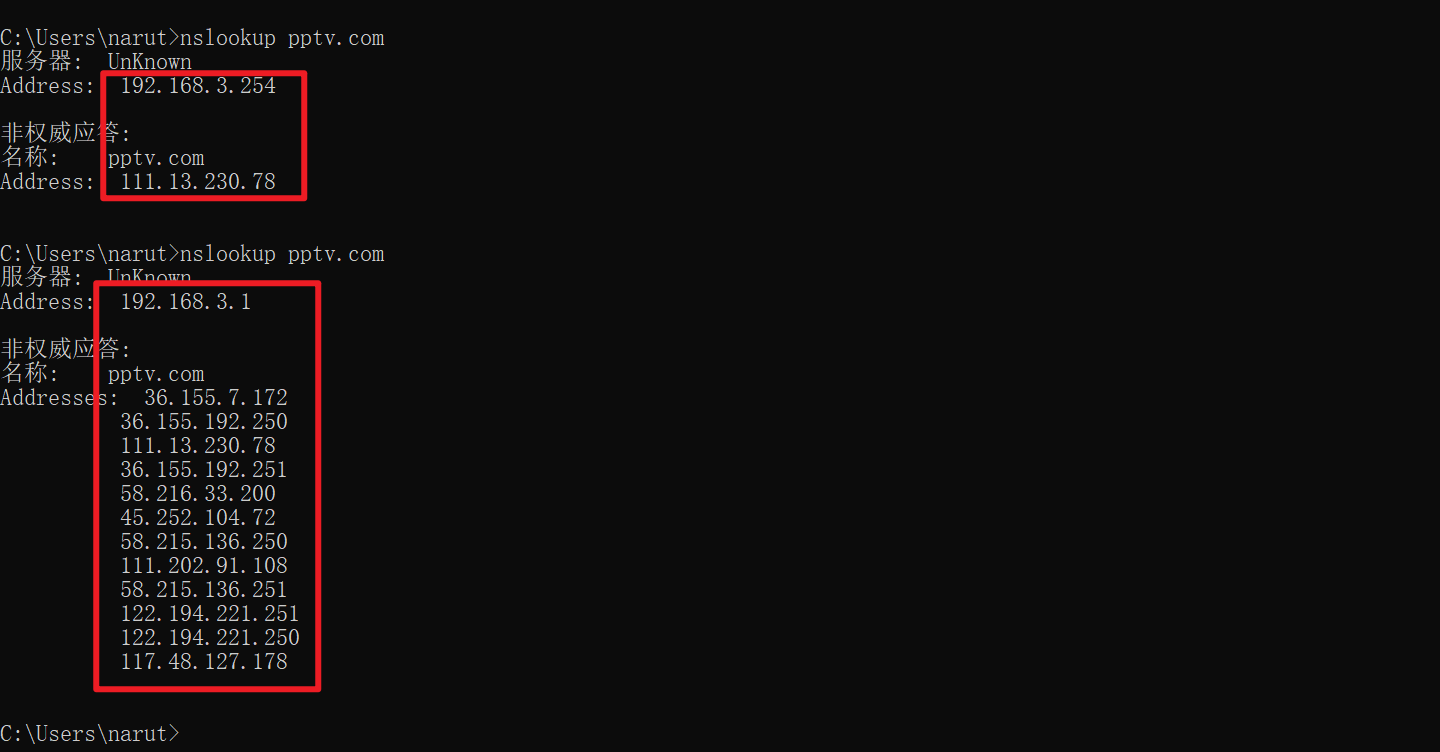 C:\Users\narut>nslookup pptv.com
服务器:  UnKnown
Address:  192.168.3.254
非权威应答:
名称:    pptv.com
Address:  111.13.230.78
C:\Users\narut>nslookup pptv.com
服务器:  UnKnown
Address:  192.168.3.1
非权威应答:
名称:    pptv.com
Addresses:  36.155.7.172
36.155.192.250
111.13.230.78
36.155.192.251
58.216.33.200
45.252.104.72
58.215.136.250
111.202.91.108
58.215.136.251
122.194.221.251
122.194.221.250
117.48.127.178
C:\Users\narut>